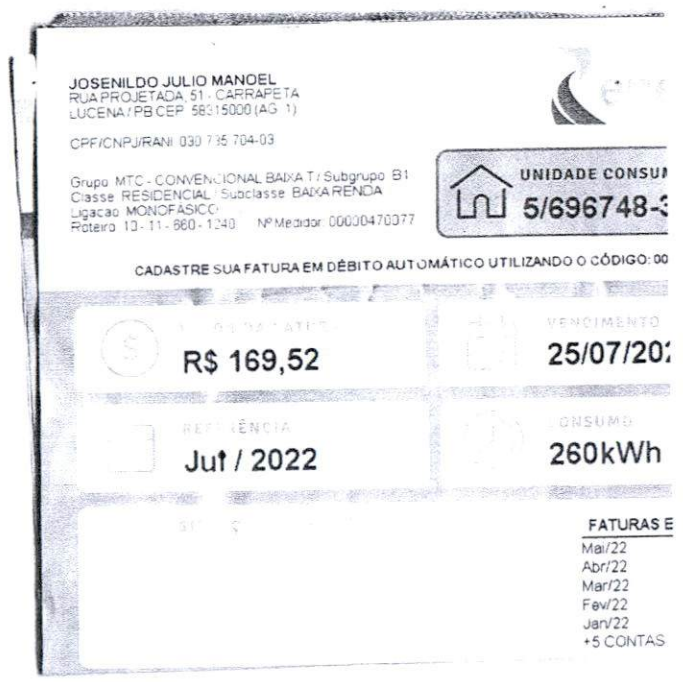 JOSENILDO JULIO MANOEL
RUA PROJETADA, 51 - CARRAPETA
LUCENA / PB CEP 58315000 (AG 1)
CPF/CNPJ/RANI 030 795 704-03
Grupo MTC - CONVENCIONAL BAIXA T / Subgrupo B1
Classe RESIDENCIAL / Subclasse BAIXA RENDA
Ligacao MONOFASICO
Roteiro 10 - 11 - 660 - 1240 Nº Medidor: 00000470077
UNIDADE CONSUM
5/696748-3
CADASTRE SUA FATURA EM DÉBITO AUTOMÁTICO UTILIZANDO O CÓDIGO: 00
VENCIMENTO
R$ 169,52
25/07/202
REFERÊNCIA
CONSUMO
Jul / 2022
260kWh
FATURAS E
Mai/22
Abr/22
Mar/22
Fev/22
Jan/22
+5 CONTAS